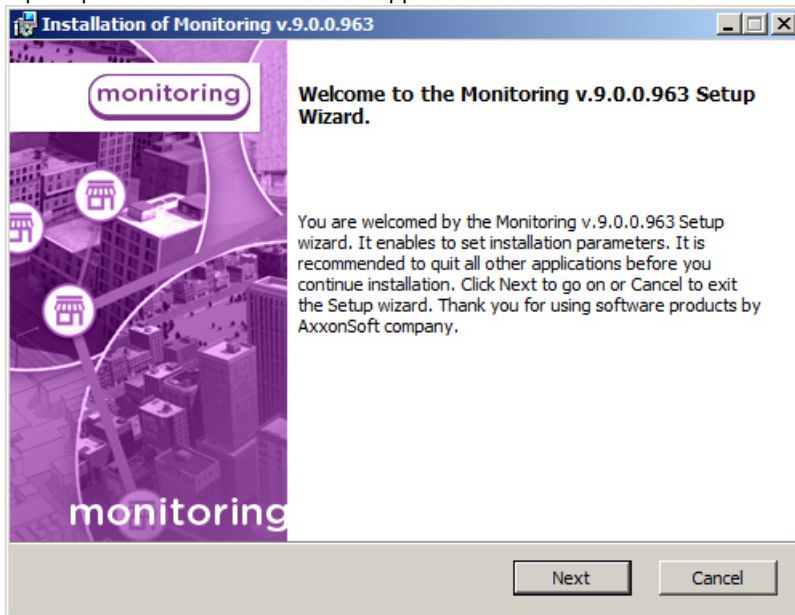 Installation of Monitoring v.9.0.0.963
monitoring
Welcome to the Monitoring v.9.0.0.963 Setup
Wizard.
You are welcomed by the Monitoring v.9.0.0.963 Setup
wizard. It enables to set installation parameters. It is
recommended to quit all other applications before you
continue installation. Click Next to go on or Cancel to exit
the Setup wizard. Thank you for using software products by
AxxonSoft company.
monitoring
Next
Cancel